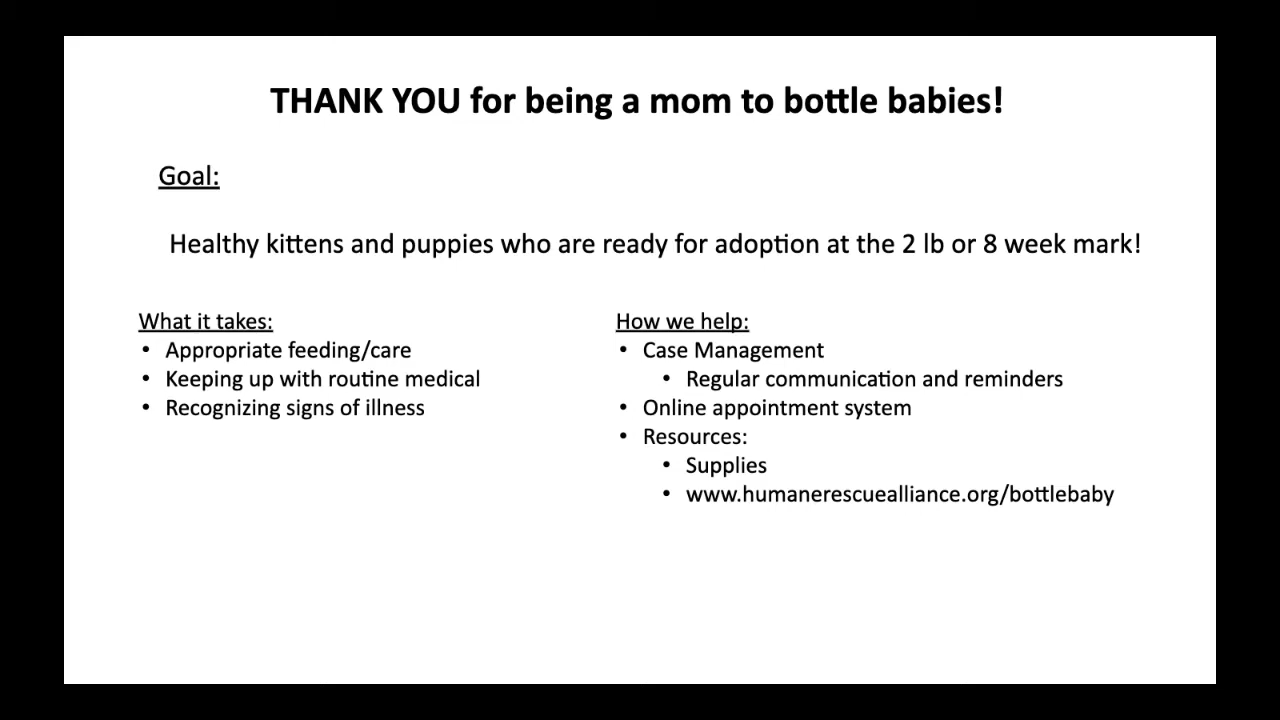 THANK YOU for being a mom to bottle babies!
Goal:
Healthy kittens and puppies who are ready for adoption at the 2 lb or 8 week mark!
What it takes:
• Appropriate feeding/care
• Keeping up with routine medical
• Recognizing signs of illness
How we help:
• Case Management
• Regular communication and reminders
• Online appointment system
• Resources:
• Supplies
• www.humanerescuealliance.org/bottlebaby